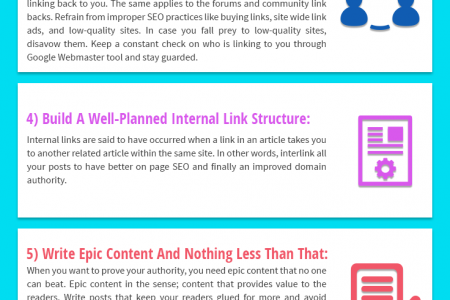 linking back to you. The same applies to the forums and community link
backs. Refrain from improper SEO practices like buying links, site wide link
ads, and low-quality sites. In case you fall prey to low-quality sites,
disavow them. Keep a constant check on who is linking to you through
Google Webmaster tool and stay guarded.
4) Build A Well-Planned Internal Link Structure:
Internal links are said to have occurred when a link in an article takes you
to another related article within the same site. In other words, interlink all
your posts to have better on page SEO and finally an improved domain
authority.
5) Write Epic Content And Nothing Less Than That:
When you want to prove your authority, you need epic content that no one
can beat. Epic content in the sense; content that provides value to the
readers. Write posts that keep your readers glued for more and avoid